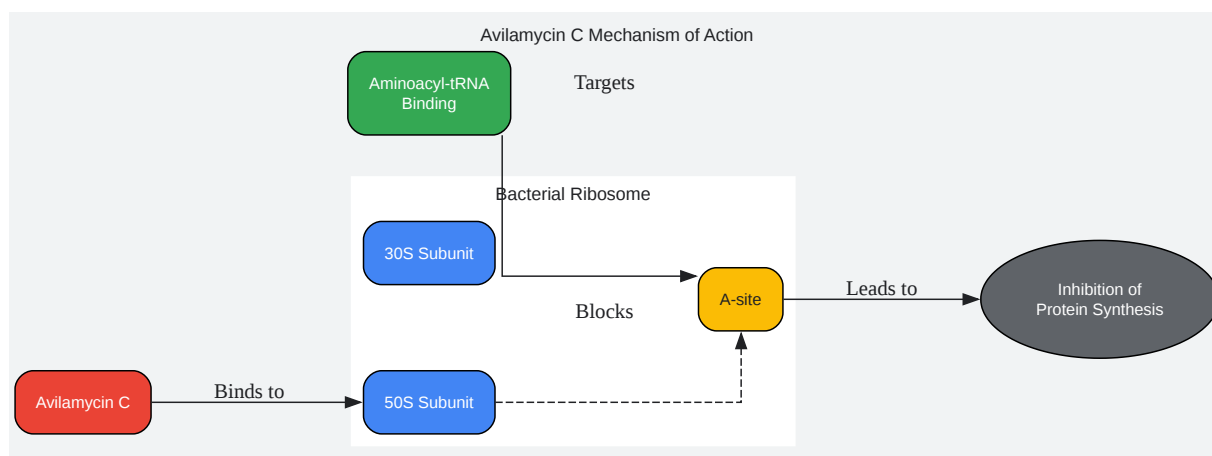 Avilamycin C Mechanism of Action
Aminoacyl-tRNA
Binding
Targets
Bacterial Ribosome
30S Subunit
A-site
Leads to
Inhibition of
Protein Synthesis
Blocks
Avilamycin C
Binds to
50S Subunit